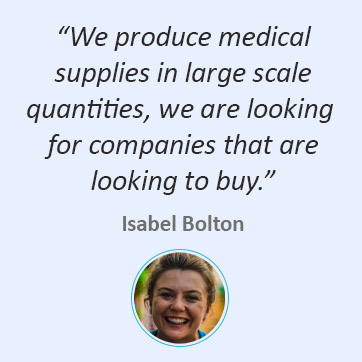 “We produce medical
supplies in large scale
quantities, we are looking
for companies that are
looking to buy.”
Isabel Bolton